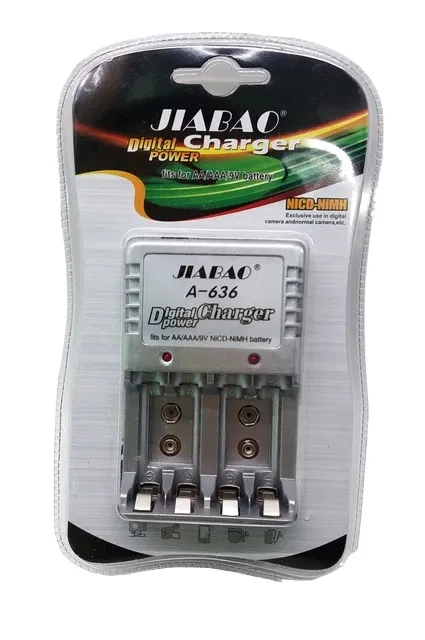 JIABAO®
Digital Charger
POWER
fits for AA/AAA/9V battery
NICD-NiMH
Exclusive use in digital
camera andnormal camera,etc.
JIABAO®
A-636
Digital Charger
power
fits for AA/AAA/9V NiCD-NiMH battery